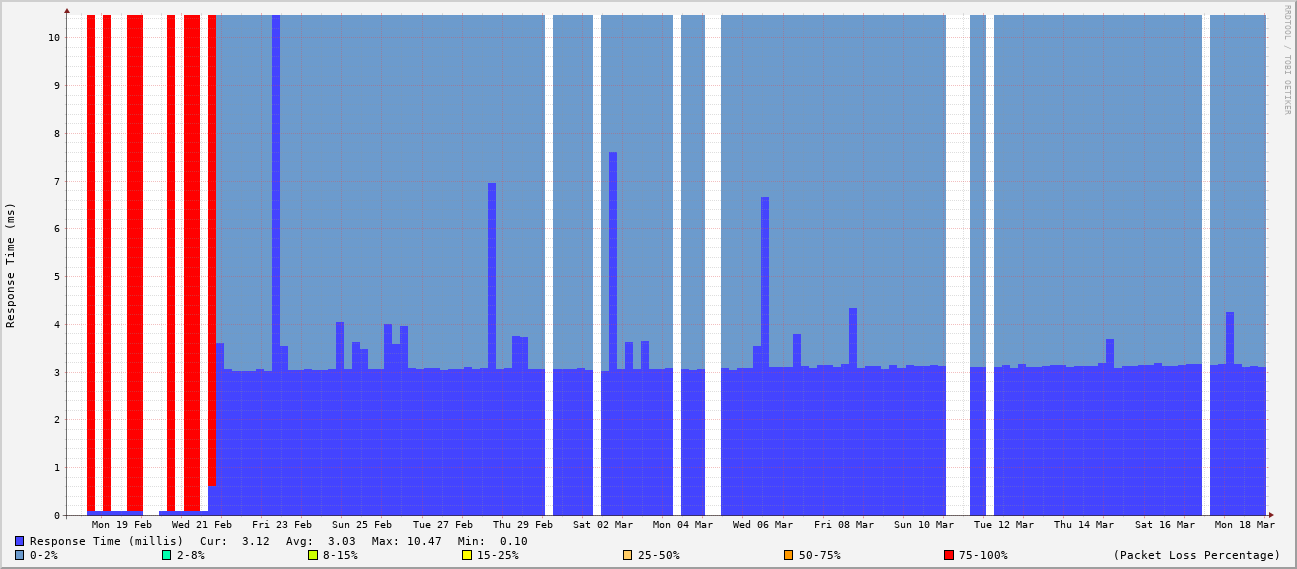 RRDTOOL / TOBI OETIKER
Response Time (ms)
10
9
8
7
6
5
4
3
2
1
0
Mon 19 Feb Wed 21 Feb Fri 23 Feb Sun 25 Feb Tue 27 Feb Thu 29 Feb Sat 02 Mar Mon 04 Mar Wed 06 Mar Fri 08 Mar Sun 10 Mar Tue 12 Mar Thu 14 Mar Sat 16 Mar Mon 18 Mar
Response Time (millis) Cur: 3.12 Avg: 3.03 Max: 10.47 Min: 0.10
0-2% 2-8% 8-15% 15-25% 25-50% 50-75% 75-100% (Packet Loss Percentage)